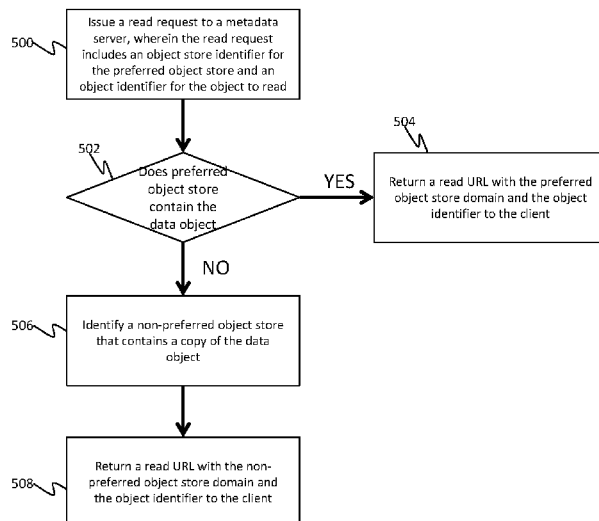 500
Issue a read request to a metadata
server, wherein the read request
includes an object store identifier for
the preferred object store and an
object identifier for the object to read
502
Does preferred
object store
contain the
data object
YES
504
Return a read URL with the preferred
object store domain and the object
identifier to the client
NO
506
Identify a non-preferred object store
that contains a copy of the data
object
508
Return a read URL with the non-
preferred object store domain and
the object identifier to the client